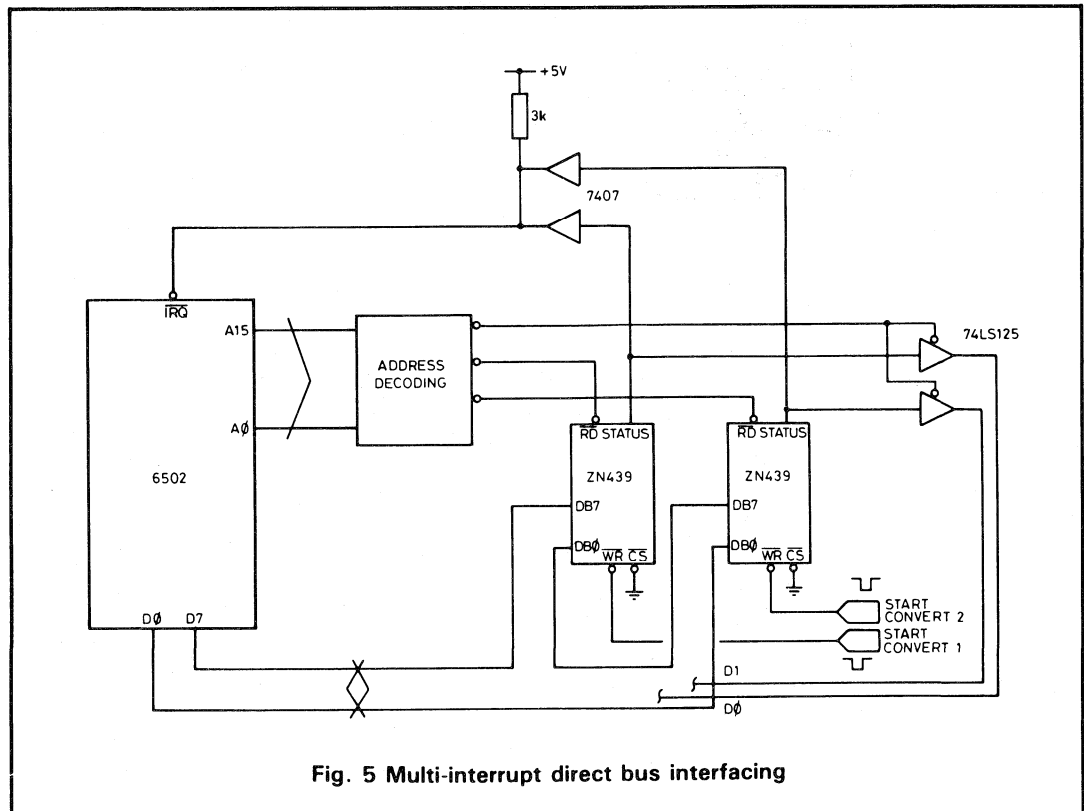 +5V
3k
7407
IRQ
A15
74LS125
ADDRESS
DECODING
AØ
RD STATUS
RD STATUS
6502
ZN439
ZN439
DB7
DB7
DBØ
DBØ
WR CS
WR CS
START
CONVERT 2
DØ D7
START
CONVERT 1
D1
DØ
Fig. 5 Multi-interrupt direct bus interfacing